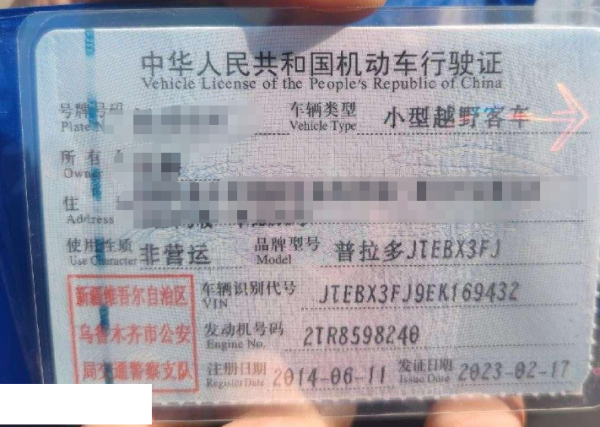 中华人民共和国机动车行驶证
Vehicle License of the People's Republic of China
号牌号码 车辆类型 小型越野客车
Plate N Vehicle Type
所有
Owner
住
Address
使用性质 非营运 品牌型号 普拉多JTEBX3FJ
Use Character Model
新疆维吾尔自治区 车辆识别代号 JTEBX3FJ9EK169432
VIN
乌鲁木齐市公安 发动机号码 2TR8598240
Engine No.
局交通警察支队 注册日期 2014-06-11 发证日期 2023-02-17
Register Date Issue Date